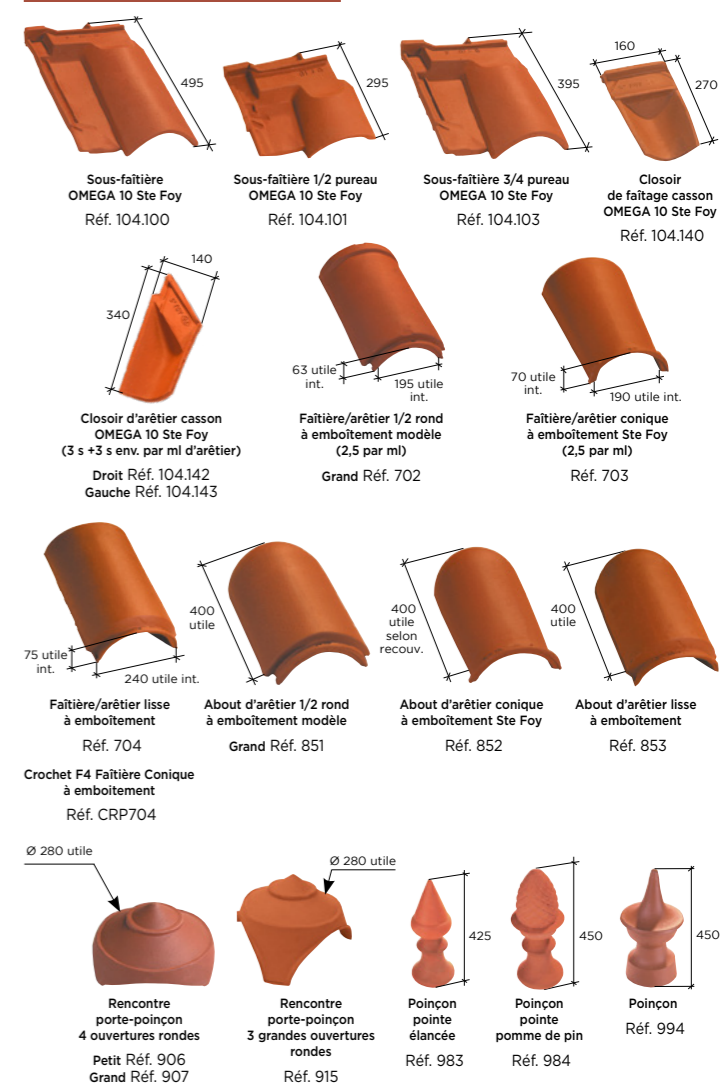 495
295
395
160
270
Sous-faîtière
OMEGA 10 Ste Foy
Réf. 104.100
Sous-faîtière 1/2 pureau
OMEGA 10 Ste Foy
Réf. 104.101
Sous-faîtière 3/4 pureau
OMEGA 10 Ste Foy
Réf. 104.103
Closoir
de faîtage casson
OMEGA 10 Ste Foy
Réf. 104.140
140
340
63 utile
int.
195 utile
int.
70 utile
int.
190 utile int.
Closoir d'arêtier casson
OMEGA 10 Ste Foy
(3 s +3 s env. par ml d'arêtier)
Droit Réf. 104.142
Gauche Réf. 104.143
Faîtière/arêtier 1/2 rond
à emboîtement modèle
(2,5 par ml)
Grand Réf. 702
Faîtière/arêtier conique
à emboîtement Ste Foy
(2,5 par ml)
Réf. 703
75 utile
int.
240 utile int.
400
utile
400
utile
selon
recouv.
400
utile
Faîtière/arêtier lisse
à emboîtement
Réf. 704
About d'arêtier 1/2 rond
à emboîtement modèle
Grand Réf. 851
About d'arêtier conique
à emboîtement Ste Foy
Réf. 852
About d'arêtier lisse
à emboîtement
Réf. 853
Crochet F4 Faîtière Conique
à emboitement
Réf. CRP704
Ø 280 utile
Ø 280 utile
425
450
450
Rencontre
porte-poinçon
4 ouvertures rondes
Petit Réf. 906
Grand Réf. 907
Rencontre
porte-poinçon
3 grandes ouvertures
rondes
Réf. 915
Poinçon
pointe
élancée
Réf. 983
Poinçon
pointe
pomme de pin
Réf. 984
Poinçon
Réf. 994